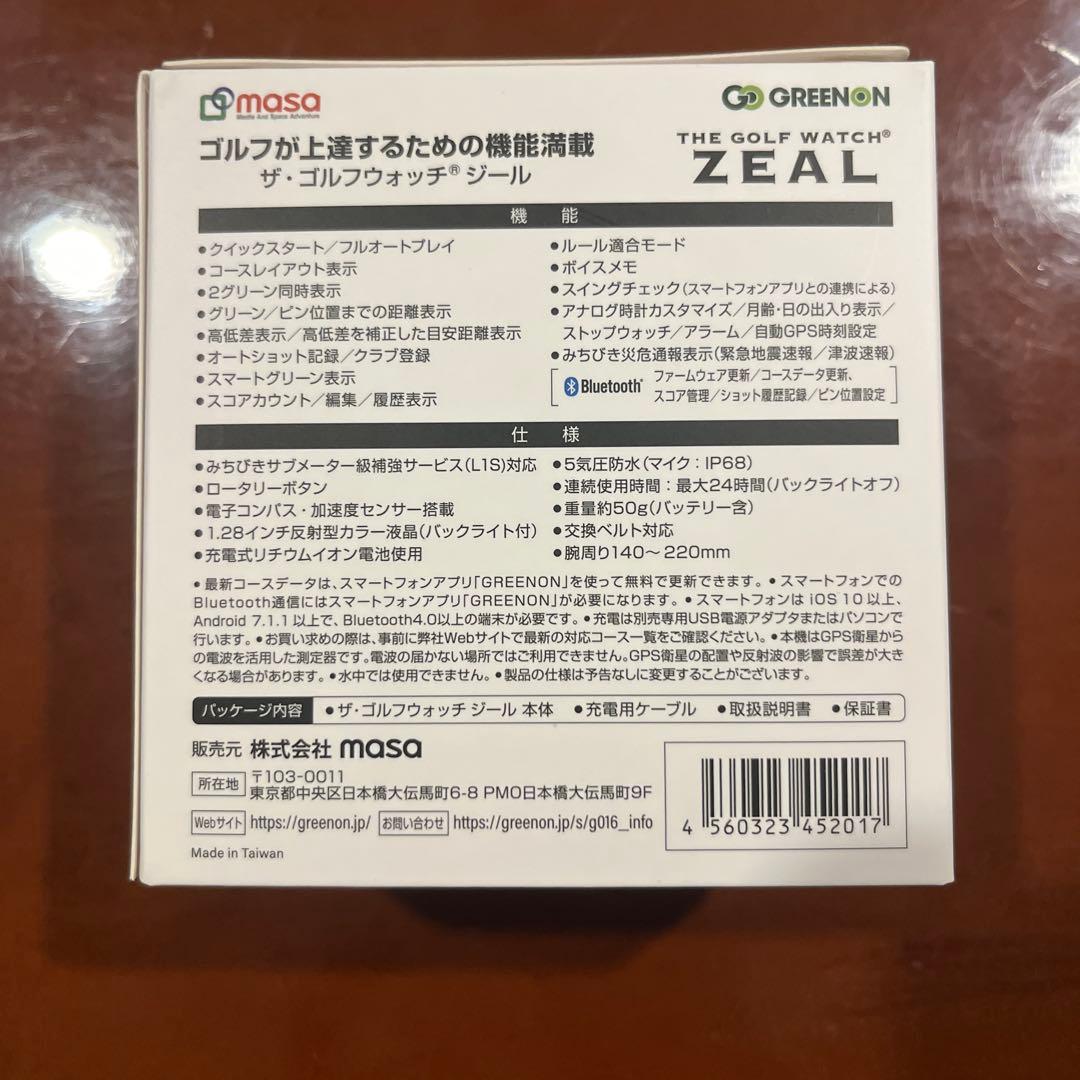 masa
Media And Space Adventure
GO GREENON
ゴルフが上達するための機能満載
ザ・ゴルフウォッチ® ジール
THE GOLF WATCH®
ZEAL
機 能
●クイックスタート/フルオートプレイ
●コースレイアウト表示
●2グリーン同時表示
●グリーン/ピン位置までの距離表示
●高低差表示/高低差を補正した目安距離表示
●オートショット記録/クラブ登録
●スマートグリーン表示
●スコアカウント/編集/履歴表示
●ルール適合モード
●ボイスメモ
●スイングチェック(スマートフォンアプリとの連携による)
●アナログ時計カスタマイズ/月齢・日の出入り表示/
ストップウォッチ/アラーム/自動GPS時刻設定
●みちびき災危通報表示(緊急地震速報/津波速報)
Bluetooth®
ファームウェア更新/コースデータ更新、
スコア管理/ショット履歴記録/ピン位置設定
仕 様
●みちびきサブメーター級補強サービス(L1S)対応
●ロータリーボタン
●電子コンパス・加速度センサー搭載
●1.28インチ反射型カラー液晶(バックライト付)
●充電式リチウムイオン電池使用
●5気圧防水(マイク:IP68)
●連続使用時間:最大24時間(バックライトオフ)
●重量約50g(バッテリー含)
●交換ベルト対応
●腕周り140〜220mm
●最新コースデータは、スマートフォンアプリ「GREENON」を使って無料で更新できます。●スマートフォンでの
Bluetooth通信にはスマートフォンアプリ「GREENON」が必要になります。●スマートフォンは iOS 10 以上、
Android 7.1.1以上で、Bluetooth4.0以上の端末が必要です。●充電は別売専用USB電源アダプタまたはパソコンで
行います。●お買い求めの際は、事前に弊社Webサイトで最新の対応コース一覧をご確認ください。●本機はGPS衛星から
の電波を活用した測定器です。電波の届かない場所ではご利用できません。GPS衛星の配置や反射波の影響で誤差が大き
くなる場合があります。●水中では使用できません。●製品の仕様は予告なしに変更することがございます。
パッケージ内容 ●ザ・ゴルフウォッチ ジール 本体 ●充電用ケーブル ●取扱説明書 ●保証書
販売元 株式会社 masa
所在地 〒103-0011
東京都中央区日本橋大伝馬町6-8 PMO日本橋大伝馬町9F
Webサイト https://greenon.jp/ お問い合わせ https://greenon.jp/s/g016_info
Made in Taiwan
4 560323 452017